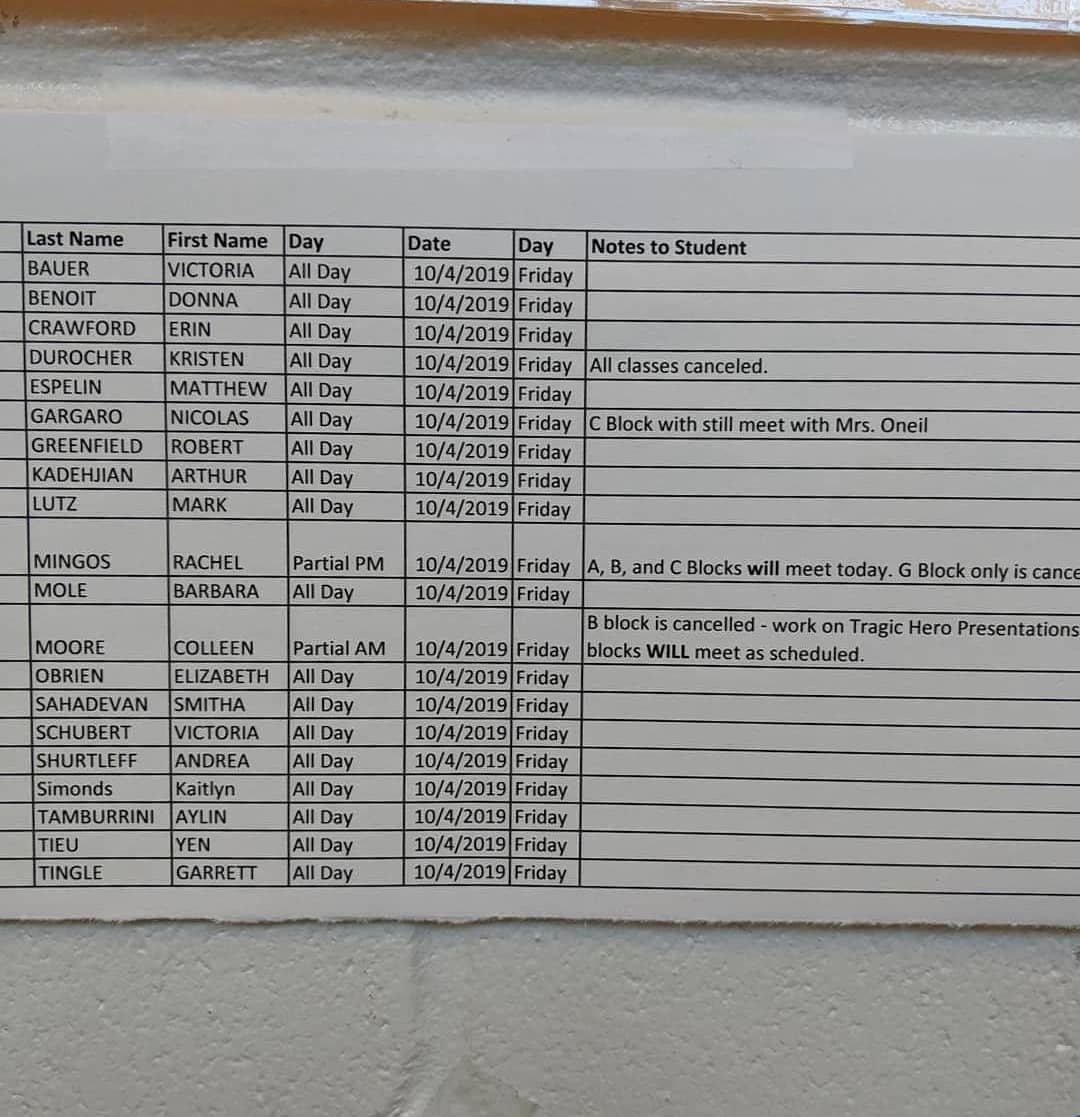 Last Name First Name Day Date Day Notes to Student
BAUER VICTORIA All Day 10/4/2019 Friday
BENOIT DONNA All Day 10/4/2019 Friday
CRAWFORD ERIN All Day 10/4/2019 Friday
DUROCHER KRISTEN All Day 10/4/2019 Friday All classes canceled.
ESPELIN MATTHEW All Day 10/4/2019 Friday
GARGARO NICOLAS All Day 10/4/2019 Friday C Block with still meet with Mrs. Oneil
GREENFIELD ROBERT All Day 10/4/2019 Friday
KADEHJIAN ARTHUR All Day 10/4/2019 Friday
LUTZ MARK All Day 10/4/2019 Friday
MINGOS RACHEL Partial PM 10/4/2019 Friday A, B, and C Blocks will meet today. G Block only is cance
MOLE BARBARA All Day 10/4/2019 Friday
B block is cancelled - work on Tragic Hero Presentations
MOORE COLLEEN Partial AM 10/4/2019 Friday blocks WILL meet as scheduled.
OBRIEN ELIZABETH All Day 10/4/2019 Friday
SAHADEVAN SMITHA All Day 10/4/2019 Friday
SCHUBERT VICTORIA All Day 10/4/2019 Friday
SHURTLEFF ANDREA All Day 10/4/2019 Friday
Simonds Kaitlyn All Day 10/4/2019 Friday
TAMBURRINI AYLIN All Day 10/4/2019 Friday
TIEU YEN All Day 10/4/2019 Friday
TINGLE GARRETT All Day 10/4/2019 Friday